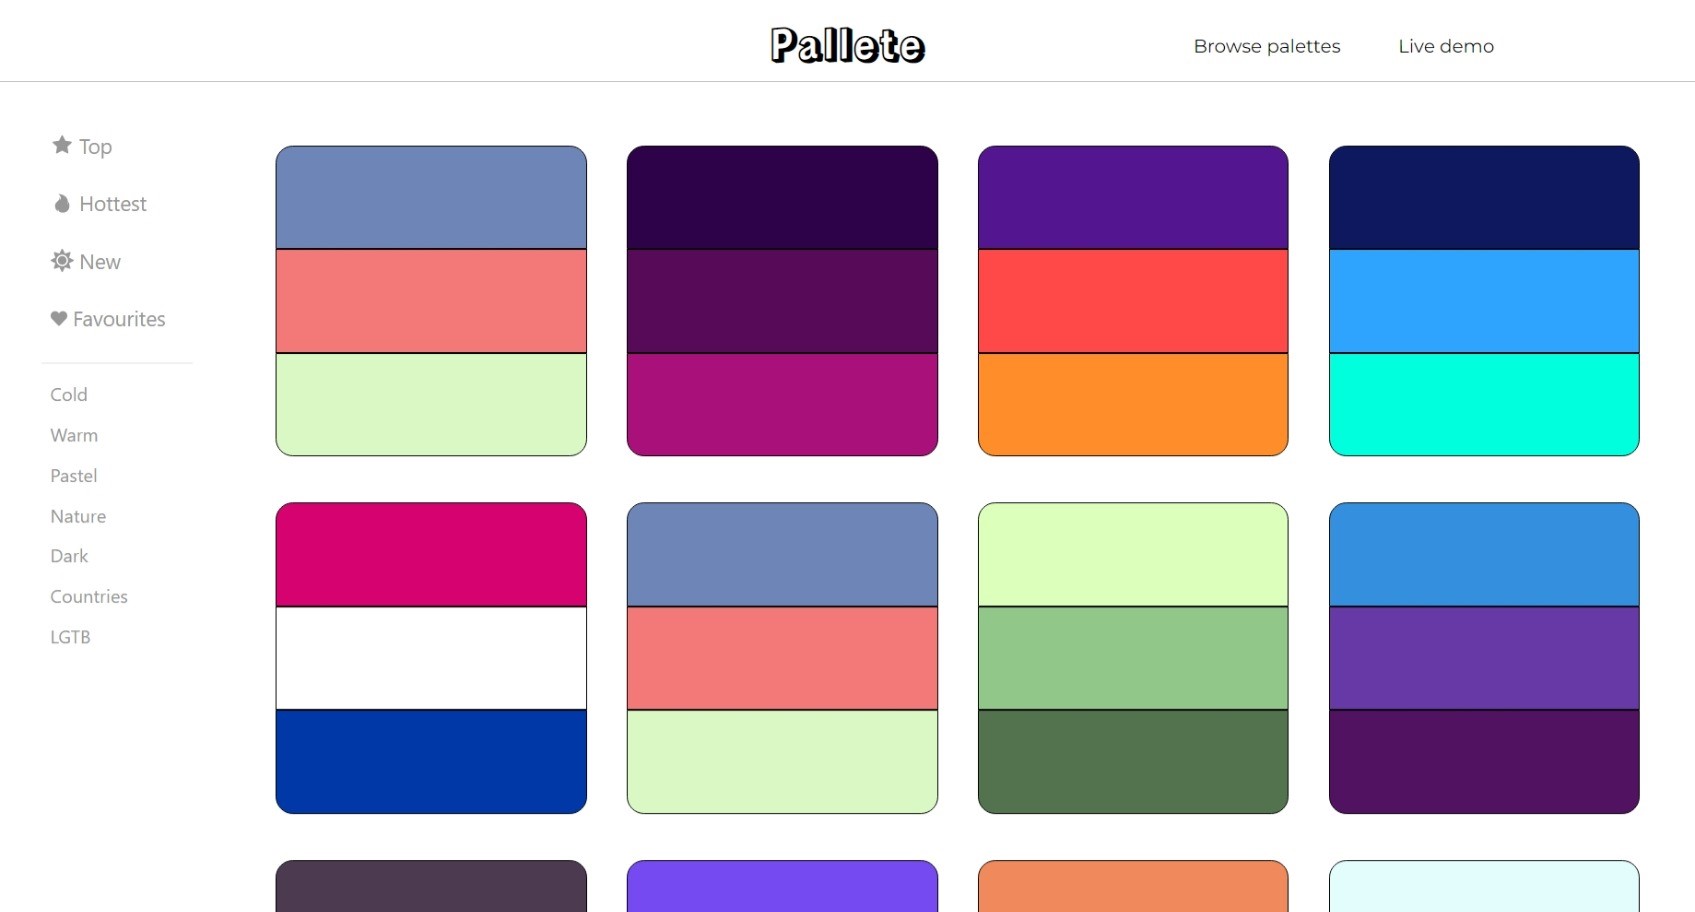 Pallete
Browse palettes
Live demo
Top
Hottest
New
Favourites
Cold
Warm
Pastel
Nature
Dark
Countries
LGTB